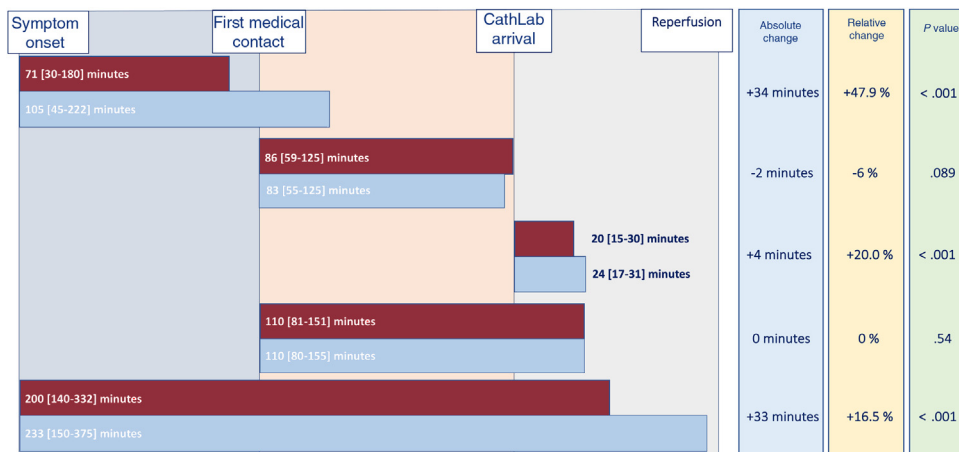 Symptom
onset
First medical
contact
CathLab
arrival
Reperfusion
Absolute
change
Relative
change
P value
71 [30-180] minutes
105 [45-222] minutes
+34 minutes
+47.9 %
< .001
86 [59-125] minutes
83 [55-125] minutes
-2 minutes
-6 %
.089
20 [15-30] minutes
24 [17-31] minutes
+4 minutes
+20.0 %
< .001
110 [81-151] minutes
110 [80-155] minutes
0 minutes
0 %
.54
200 [140-332] minutes
233 [150-375] minutes
+33 minutes
+16.5 %
< .001